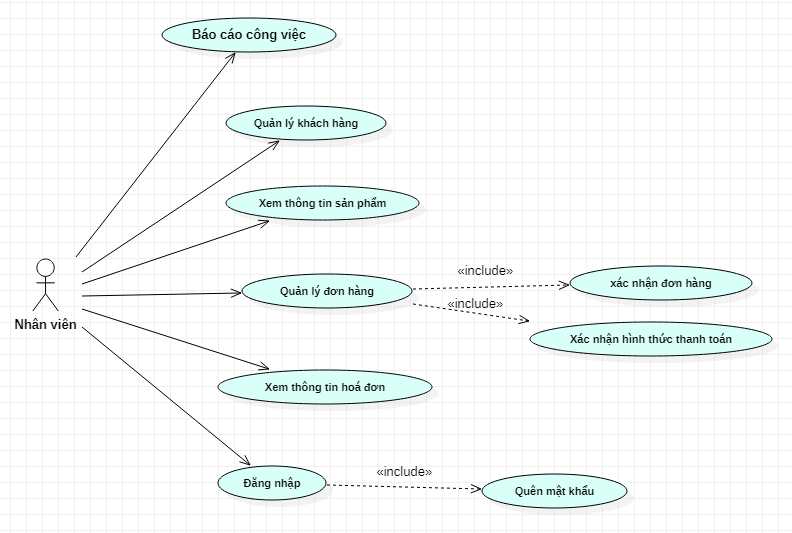 Báo cáo công việc
Quản lý khách hàng
Xem thông tin sản phẩm
Nhân viên
Quản lý đơn hàng
«include»
xác nhận đơn hàng
«include»
Xác nhận hình thức thanh toán
Xem thông tin hoá đơn
Đăng nhập
«include»
Quên mật khẩu